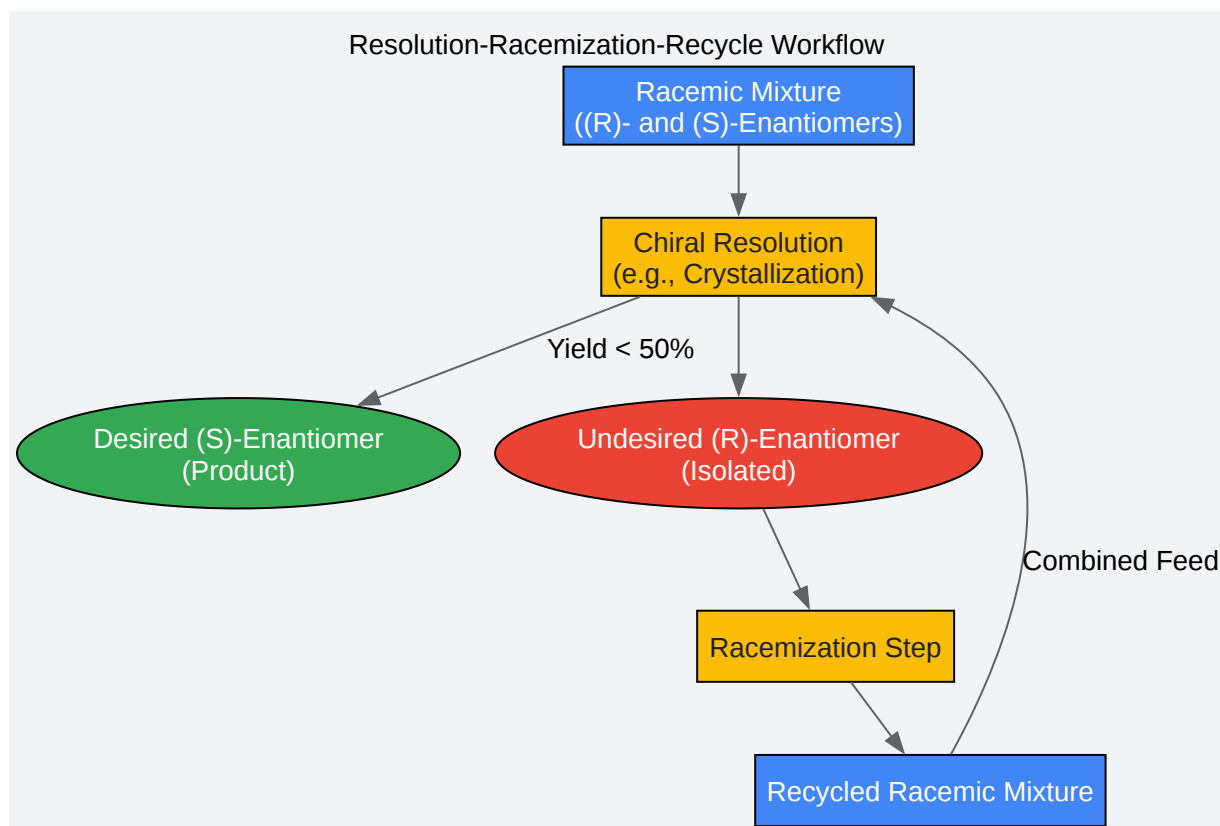 Resolution-Racemization-Recycle Workflow
Racemic Mixture
((R)- and (S)-Enantiomers)
Chiral Resolution
(e.g., Crystallization)
Yield < 50%
Desired (S)-Enantiomer
(Product)
Undesired (R)-Enantiomer
(Isolated)
Combined Feed
Racemization Step
Recycled Racemic Mixture